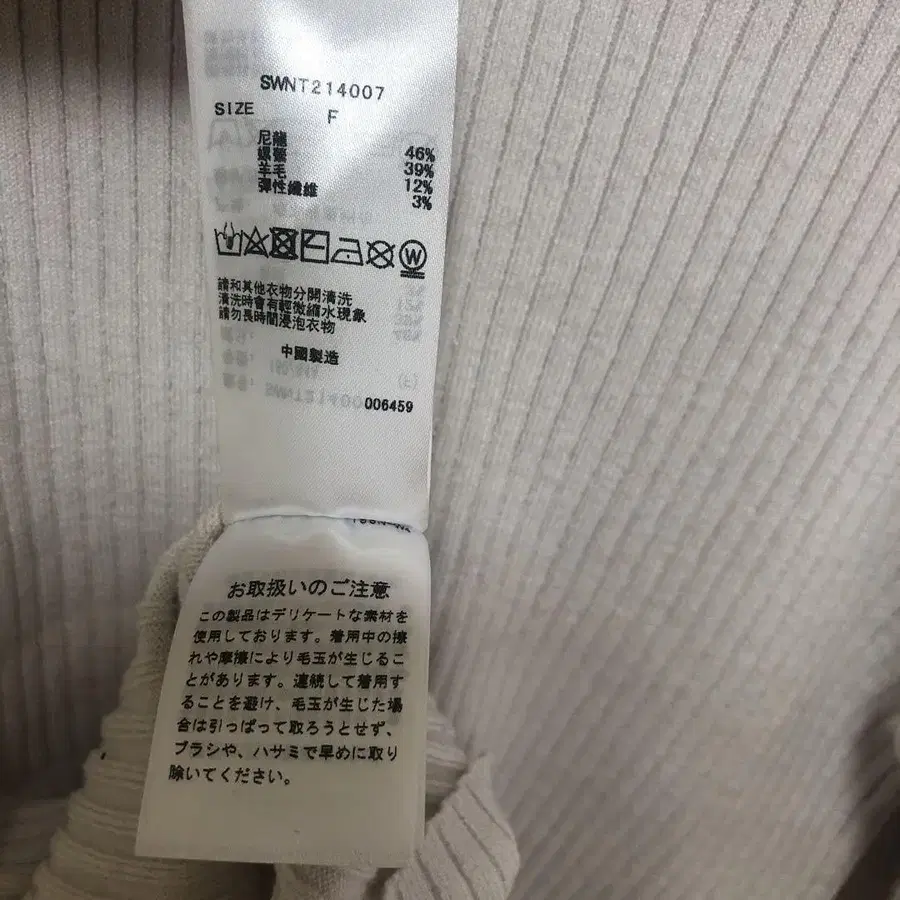 SWNT214007
SIZE F
尼龍 46%
嫘縈 39%
羊毛 12%
彈性纖維 3%
W
請和其他衣物分開清洗
清洗時會有輕微縮水現象
請勿長時間浸泡衣物
中國製造
006459
お取扱いのご注意
この製品はデリケートな素材を
使用しております。着用中の擦
れや摩擦により毛玉が生じるこ
とがあります。連続して着用す
ることを避け、毛玉が生じた場
合は引っぱって取ろうとせず、
ブラシや、ハサミで早めに取り
除いてください。